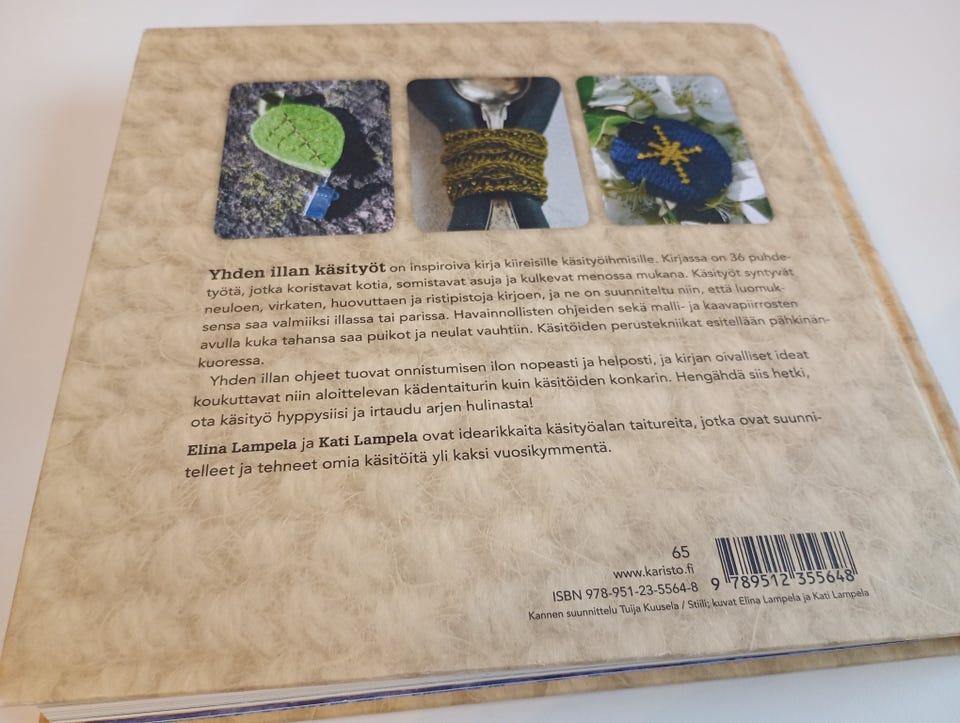 Yhden illan käsityöt on inspiroiva kirja kiireisille käsityöihmisille. Kirjassa on 36 puhde-
työtä, jotka koristavat kotia, somistavat asuja ja kulkevat menossa mukana. Käsityöt syntyvät
neuloen, virkaten, huovuttaen ja ristipistoja kirjoen, ja ne on suunniteltu niin, että luomuk-
sensa saa valmiiksi illassa tai parissa. Havainnollisten ohjeiden sekä malli- ja kaavapiirrosten
avulla kuka tahansa saa puikot ja neulat vauhtiin. Käsitöiden perustekniikat esitellään pähkinän-
kuoressa.
Yhden illan ohjeet tuovat onnistumisen ilon nopeasti ja helposti, ja kirjan oivalliset ideat
koukuttavat niin aloittelevan kädentaiturin kuin käsitöiden konkarin. Hengähdä siis hetki,
ota käsityö hyppysiisi ja irtaudu arjen hulinasta!
Elina Lampela ja Kati Lampela ovat idearikkaita käsityöalan taitureita, jotka ovat suunni-
telleet ja tehneet omia käsitöitä yli kaksi vuosikymmentä.
65
www.karisto.fi
ISBN 978-951-23-5564-8
9 789512 355648
Kannen suunnittelu Tuija Kuusela / Stiili; kuvat Elina Lampela ja Kati Lampela